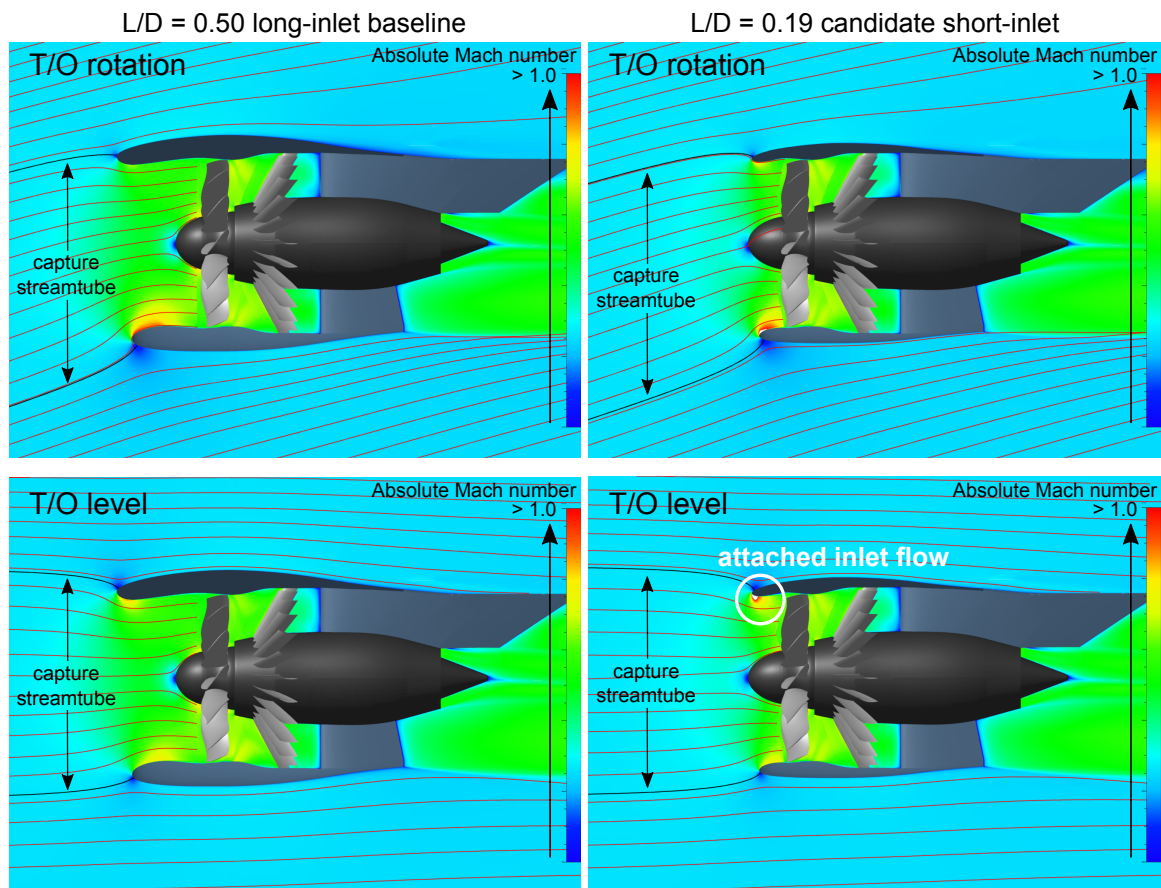 L/D = 0.50 long-inlet baseline
L/D = 0.19 candidate short-inlet
T/O rotation
Absolute Mach number
> 1.0
capture
streamtube
T/O rotation
Absolute Mach number
> 1.0
capture
streamtube
T/O level
Absolute Mach number
> 1.0
capture
streamtube
T/O level
Absolute Mach number
> 1.0
attached inlet flow
capture
streamtube